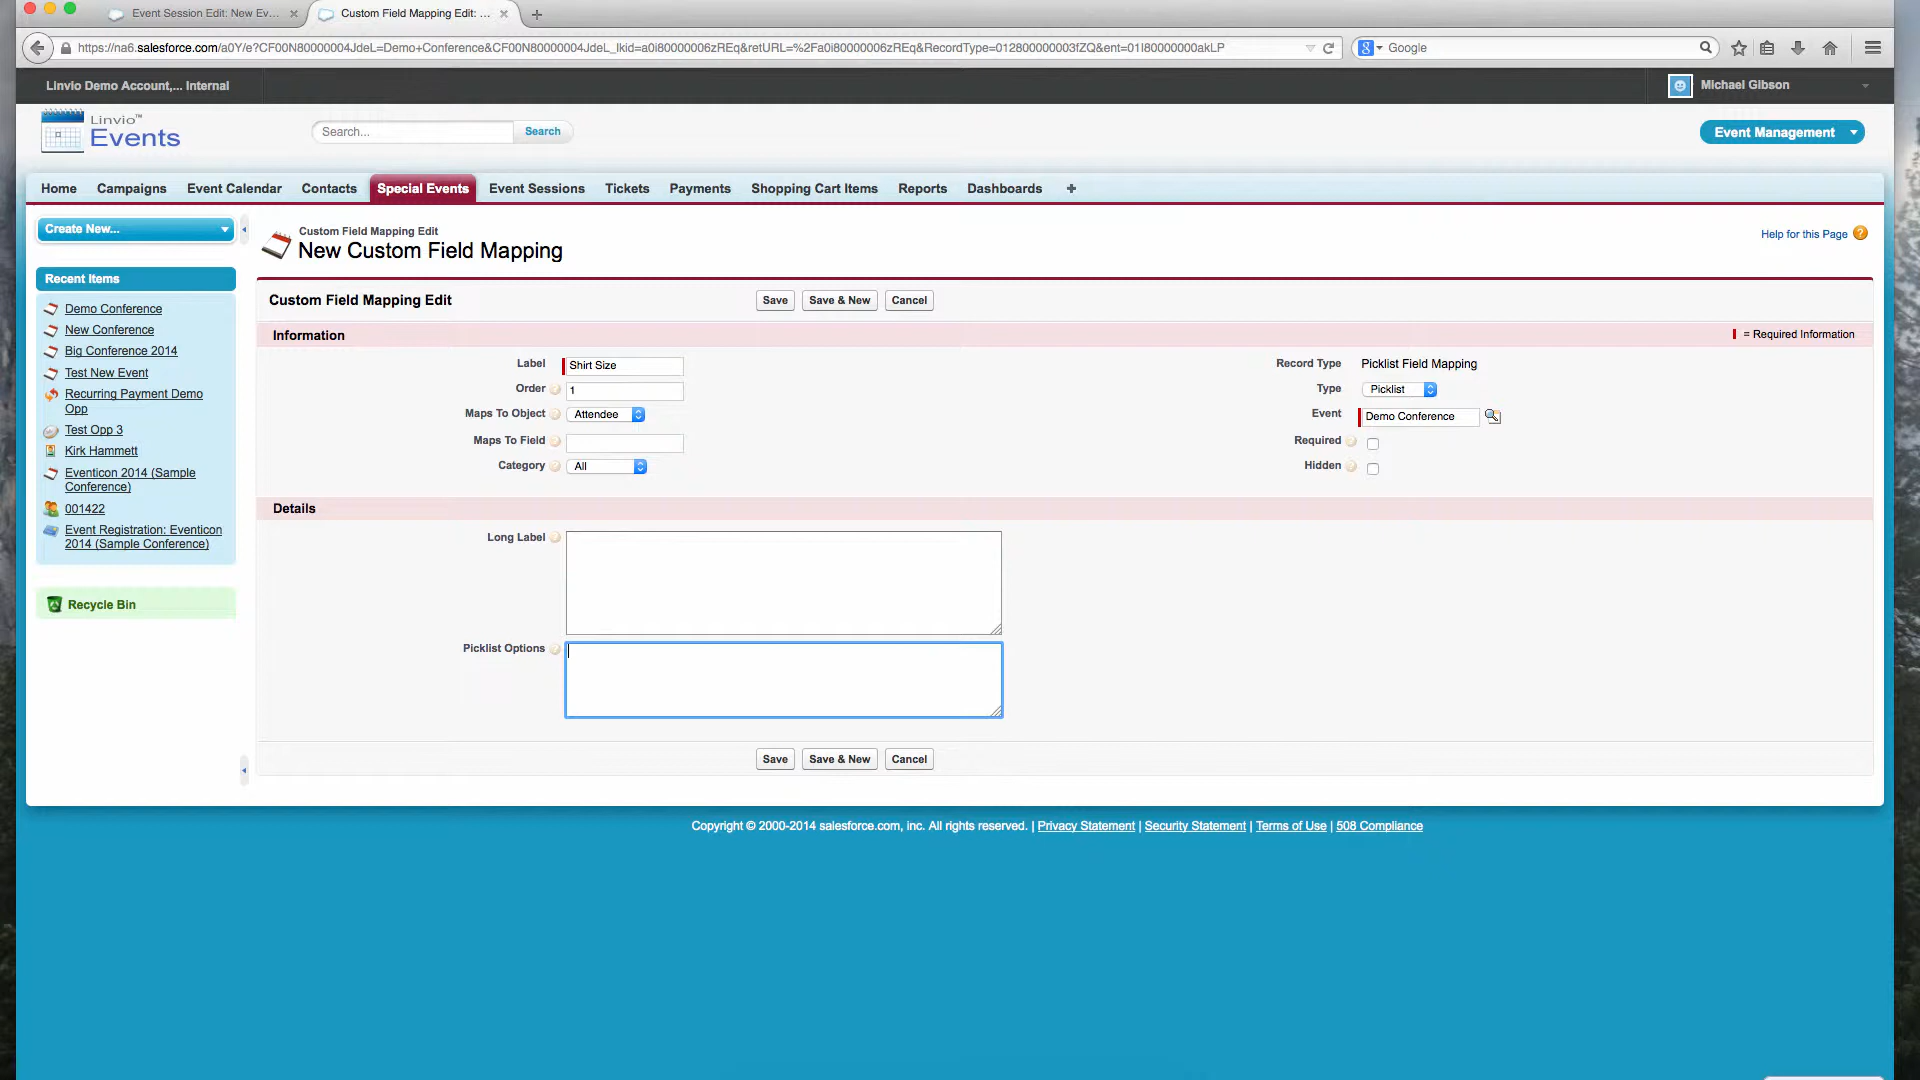 Event Session Edit: New Ev...
Custom Field Mapping Edit: ...
https://na6.salesforce.com/a0Y/e?CF00N80000004JdeL=Demo+Conference&CF00N80000004JdeL_lkid=a0i80000006zREq&retURL=%2Fa0i80000006zREq&RecordType=012800000003fZQ&ent=01I80000000akLP
Google
Linvio Demo Account,... Internal
Michael Gibson
Linvio™
Events
Search...
Search
Event Management
Home
Campaigns
Event Calendar
Contacts
Special Events
Event Sessions
Tickets
Payments
Shopping Cart Items
Reports
Dashboards
+
Create New...
Recent Items
Demo Conference
New Conference
Big Conference 2014
Test New Event
Recurring Payment Demo
Opp
Test Opp 3
Kirk Hammett
Eventicon 2014 (Sample
Conference)
001422
Event Registration: Eventicon
2014 (Sample Conference)
Recycle Bin
Custom Field Mapping Edit
New Custom Field Mapping
Help for this Page ?
Custom Field Mapping Edit
Save
Save & New
Cancel
Information
= Required Information
Label
Shirt Size
Record Type
Picklist Field Mapping
Order
1
Type
Picklist
Maps To Object
Attendee
Event
Demo Conference
Maps To Field
Required
Category
All
Hidden
Details
Long Label
Picklist Options
Save
Save & New
Cancel
Copyright © 2000-2014 salesforce.com, inc. All rights reserved. | Privacy Statement | Security Statement | Terms of Use | 508 Compliance